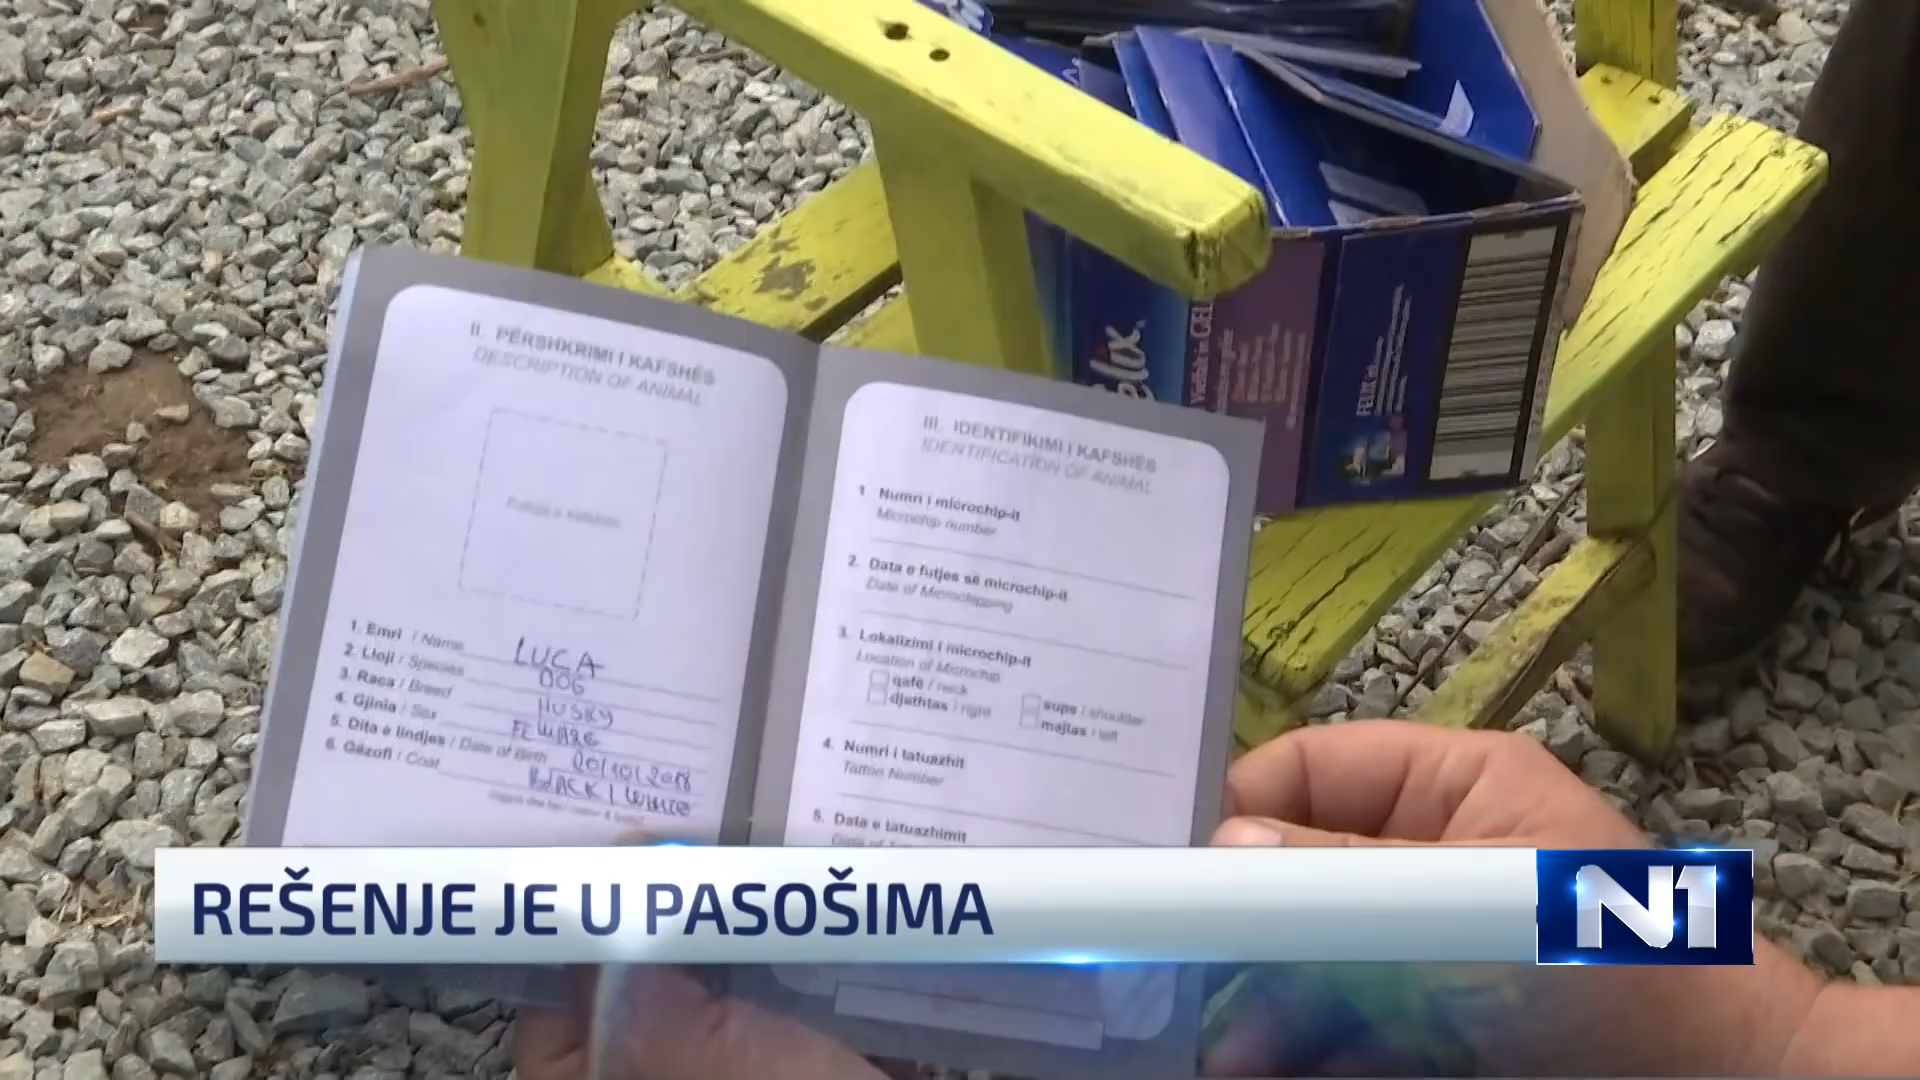 II. PËRSHKRIMI I KAFSHËS
DESCRIPTION OF ANIMAL
1. Emri / Name LUCA
2. Lloji / Species DOG
3. Raca / Breed HUSKY
4. Gjinia / Sex
5. Dita e lindjes / Date of Birth 20/10/2018
6. Gëzofi / Coat BLACK / WHITE
III. IDENTIFIKIMI I KAFSHËS
IDENTIFICATION OF ANIMAL
1. Numri i microchip-it
Microchip number
2. Data e futjes së microchip-it
Date of Microchipping
3. Lokalizimi i microchip-it
Location of Microchip
qafë / neck
sups / shoulder
djathtas / right
majtas / left
4. Numri i tatuazhit
Tattoo Number
5. Data e tatuazhimit
elix
FELIX
REŠENJE JE U PASOŠIMA
N1